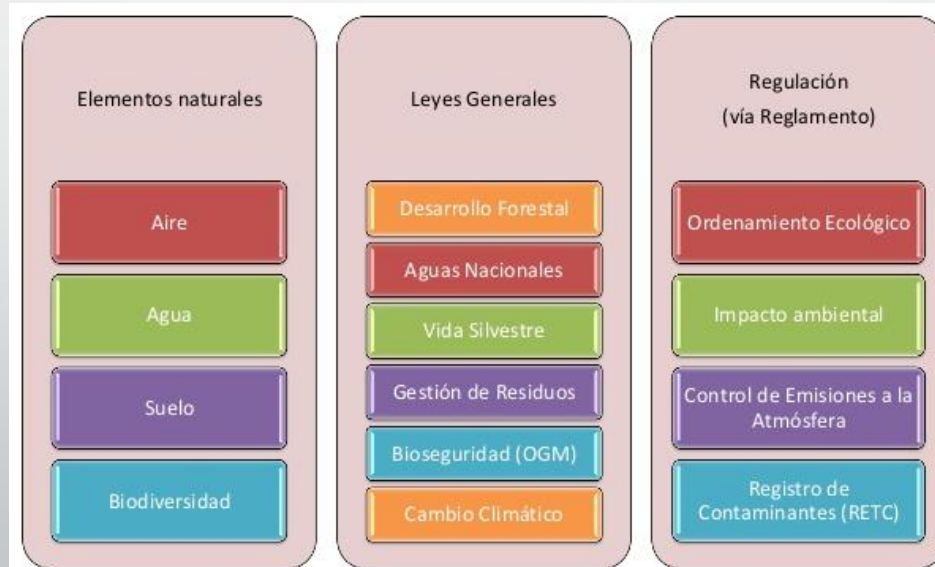 Elementos naturales
Aire
Agua
Suelo
Biodiversidad
Leyes Generales
Desarrollo Forestal
Aguas Nacionales
Vida Silvestre
Gestión de Residuos
Bioseguridad (OGM)
Cambio Climático
Regulación
(vía Reglamento)
Ordenamiento Ecológico
Impacto ambiental
Control de Emisiones a la
Atmósfera
Registro de
Contaminantes (RETC)